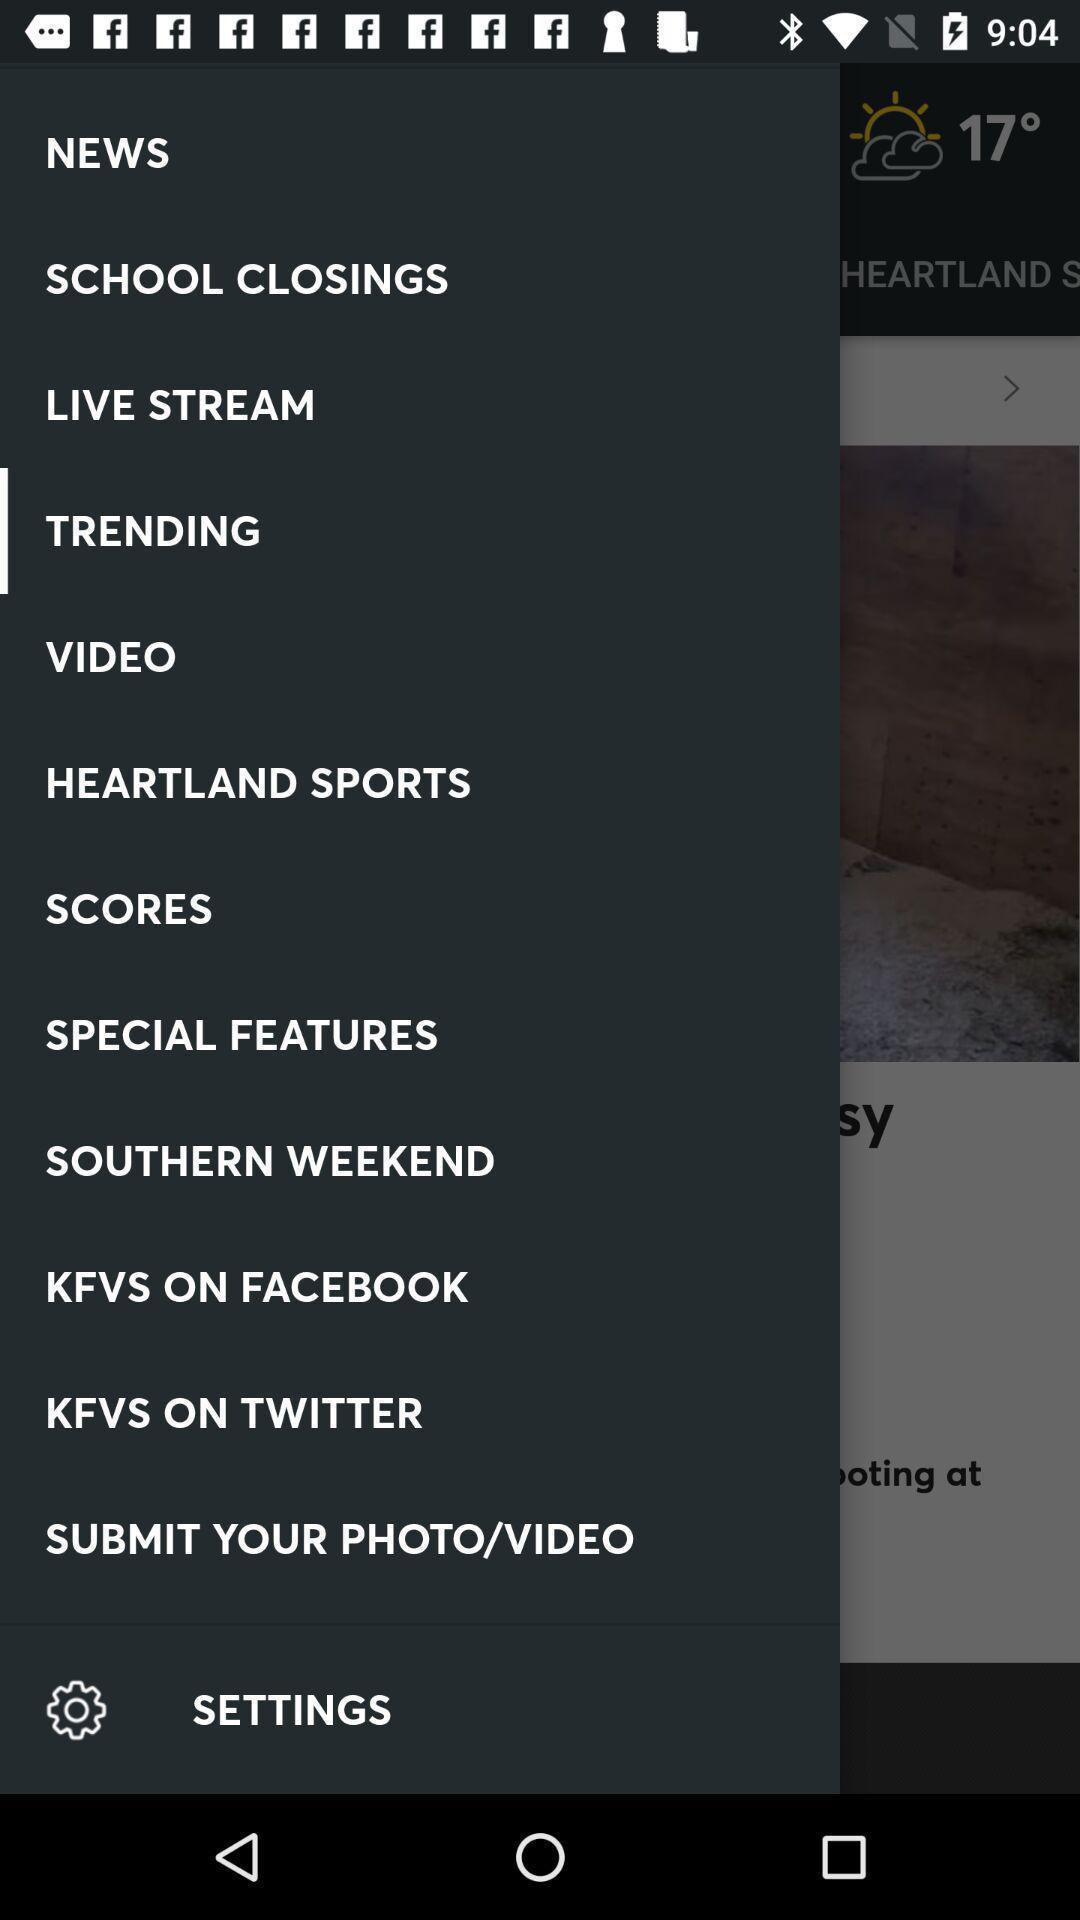 9:04
17°
HEARTLAND S
NEWS
SCHOOL CLOSINGS
LIVE STREAM
TRENDING
VIDEO
HEARTLAND SPORTS
SCORES
SPECIAL FEATURES
SOUTHERN WEEKEND
sy
KFVS ON FACEBOOK
KFVS ON TWITTER
ooting at
SUBMIT YOUR PHOTO/VIDEO
SETTINGS